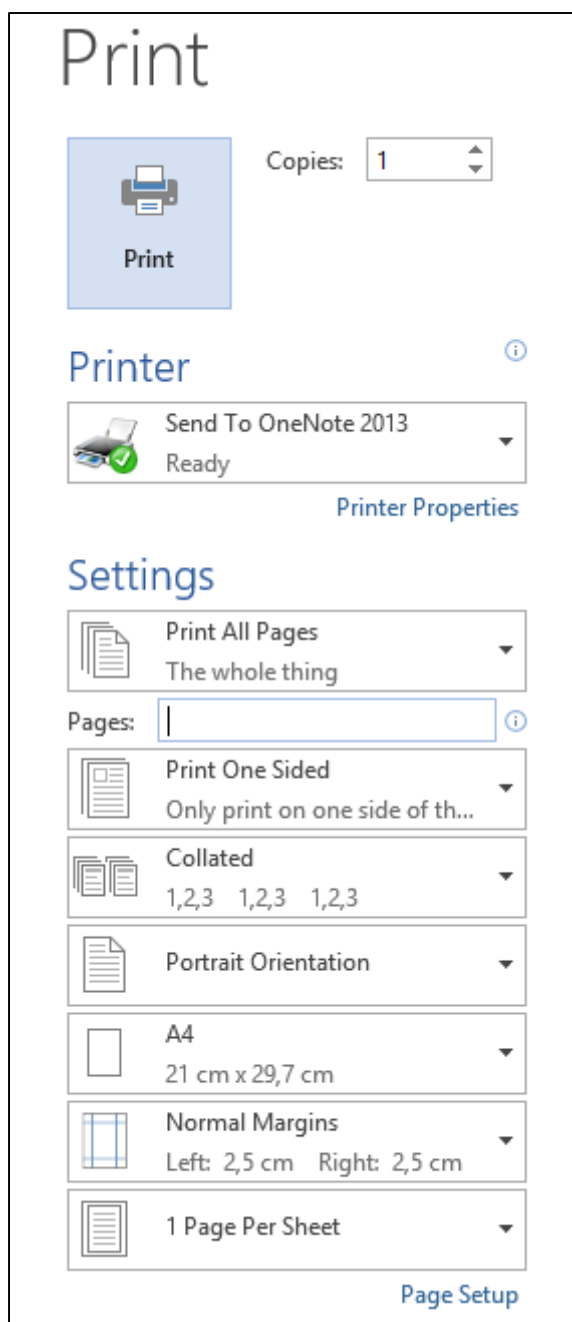 Print
Copies: 1
Print
Printer
Send To OneNote 2013
Ready
Printer Properties
Settings
Print All Pages
The whole thing
Pages:
Print One Sided
Only print on one side of th...
Collated
1,2,3 1,2,3 1,2,3
Portrait Orientation
A4
21 cm x 29,7 cm
Normal Margins
Left: 2,5 cm Right: 2,5 cm
1 Page Per Sheet
Page Setup